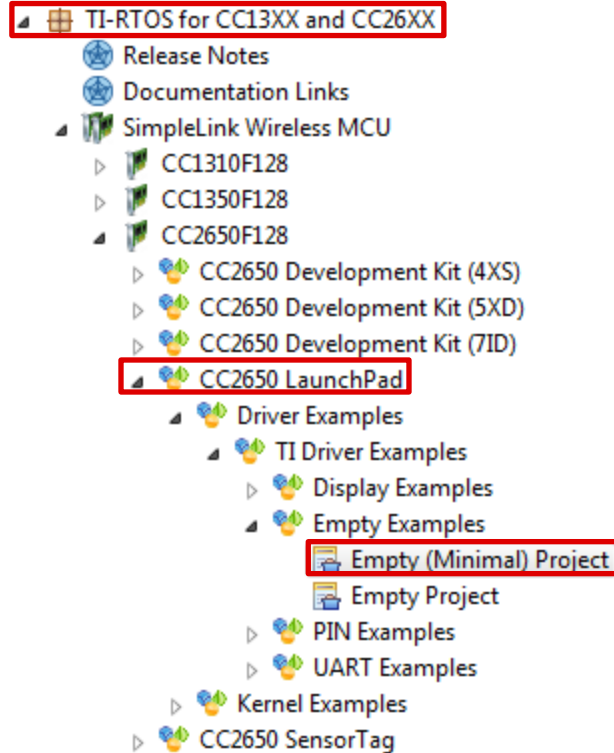 TI-RTOS for CC13XX and CC26XX
Release Notes
Documentation Links
SimpleLink Wireless MCU
CC1310F128
CC1350F128
CC2650F128
CC2650 Development Kit (4XS)
CC2650 Development Kit (5XD)
CC2650 Development Kit (7ID)
CC2650 LaunchPad
Driver Examples
TI Driver Examples
Display Examples
Empty Examples
Empty (Minimal) Project
Empty Project
PIN Examples
UART Examples
Kernel Examples
CC2650 SensorTag